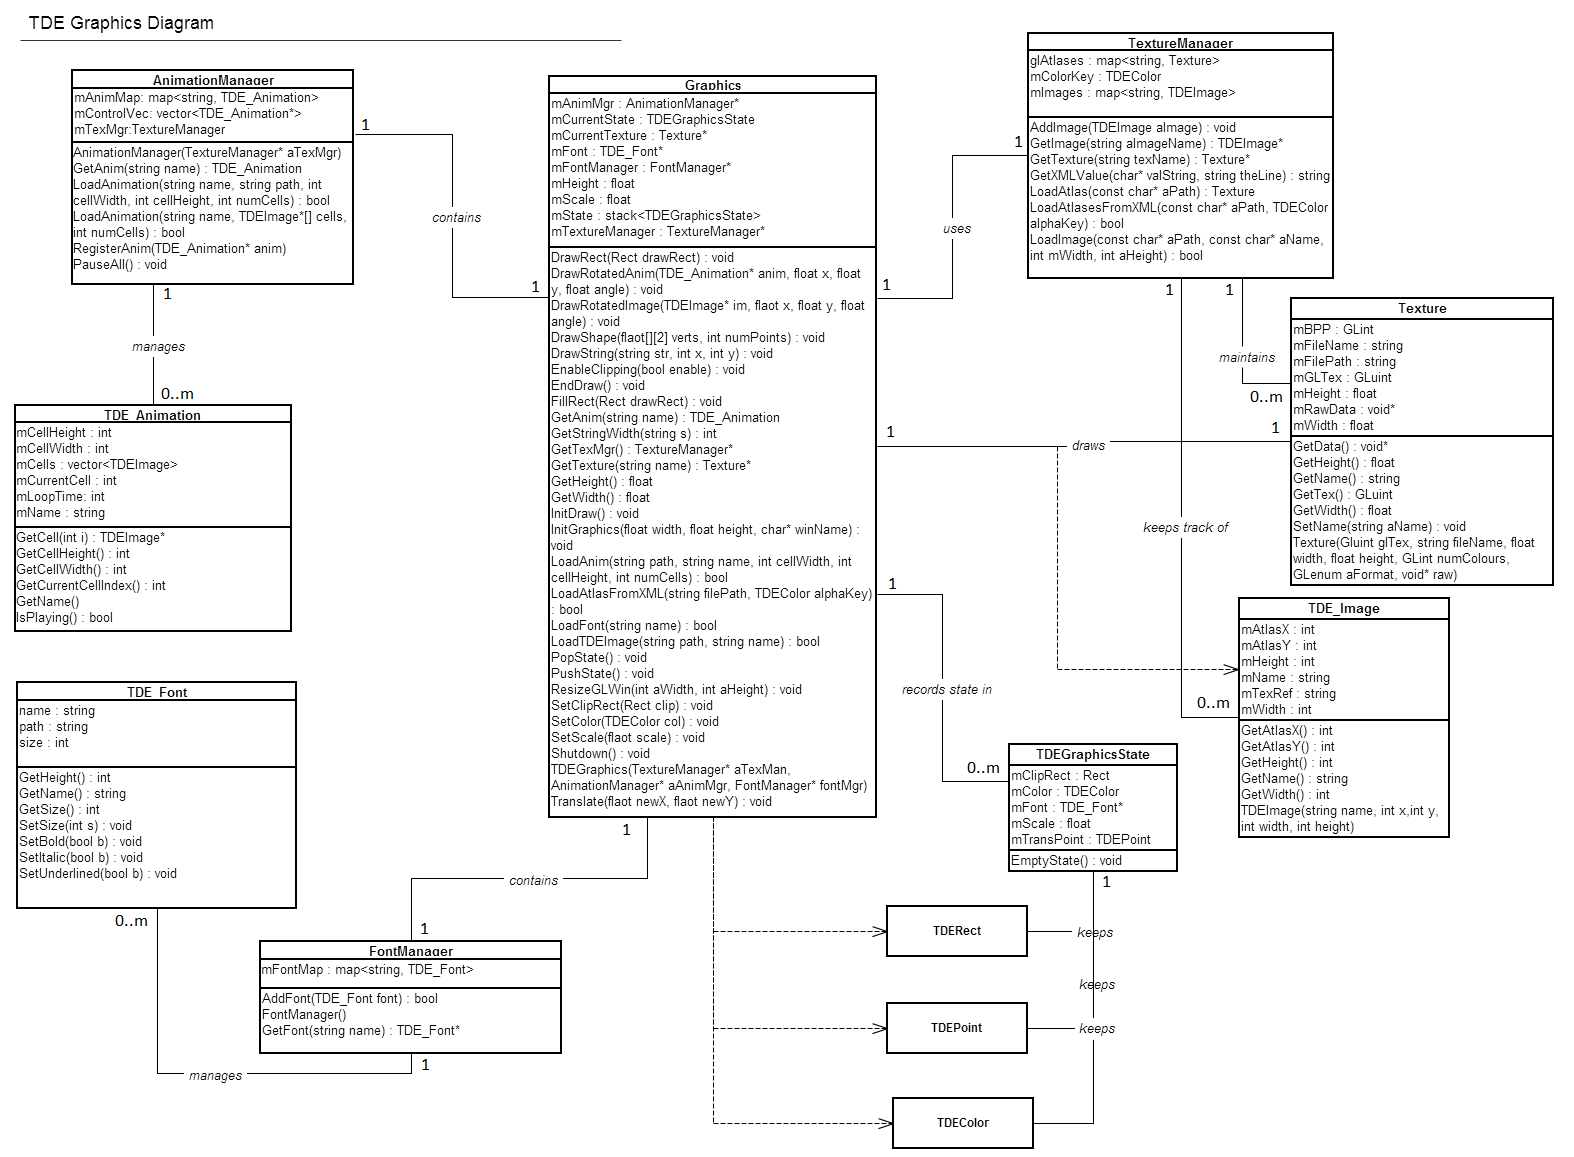 TDE Graphics Diagram
AnimationManager
mAnimMap: map<string, TDE_Animation>
mControlVec: vector<TDE_Animation*>
mTexMgr:TextureManager
AnimationManager(TextureManager* aTexMgr)
GetAnim(string name) : TDE_Animation
LoadAnimation(string name, string path, int
cellWidth, int cellHeight, int numCells) : bool
LoadAnimation(string name, TDEImage*[] cells,
int numCells) : bool
RegisterAnim(TDE_Animation* anim)
PauseAll() : void
1
contains
1
1
manages
0..m
TDE_Animation
mCellHeight : int
mCellWidth : int
mCells : vector<TDEImage>
mCurrentCell : int
mLoopTime: int
mName : string
GetCell(int i) : TDEImage*
GetCellHeight() : int
GetCellWidth() : int
GetCurrentCellIndex() : int
GetName()
IsPlaying() : bool
TDE_Font
name : string
path : string
size : int
GetHeight() : int
GetName() : string
GetSize() : int
SetSize(int s) : void
SetBold(bool b) : void
SetItalic(bool b) : void
SetUnderlined(bool b) : void
0..m
manages
1
FontManager
mFontMap : map<string, TDE_Font>
AddFont(TDE_Font font) : bool
FontManager()
GetFont(string name) : TDE_Font*
1
contains
1
Graphics
mAnimMgr : AnimationManager*
mCurrentState : TDEGraphicsState
mCurrentTexture : Texture*
mFont : TDE_Font*
mFontManager : FontManager*
mHeight : float
mScale : float
mState : stack<TDEGraphicsState>
mTextureManager : TextureManager*
DrawRect(Rect drawRect) : void
DrawRotatedAnim(TDE_Animation* anim, float x, float
y, float angle) : void
DrawRotatedImage(TDEImage* im, flaot x, float y, float
angle) : void
DrawShape(flaot[][2] verts, int numPoints) : void
DrawString(string str, int x, int y) : void
EnableClipping(bool enable) : void
EndDraw() : void
FillRect(Rect drawRect) : void
GetAnim(string name) : TDE_Animation
GetStringWidth(string s) : int
GetTexMgr() : TextureManager*
GetTexture(string name) : Texture*
GetHeight() : float
GetWidth() : float
InitDraw() : void
InitGraphics(float width, float height, char* winName) :
void
LoadAnim(string path, string name, int cellWidth, int
cellHeight, int numCells) : bool
LoadAtlasFromXML(string filePath, TDEColor alphaKey)
: bool
LoadFont(string name) : bool
LoadTDEImage(string path, string name) : bool
PopState() : void
PushState() : void
ResizeGLWin(int aWidth, int aHeight) : void
SetClipRect(Rect clip) : void
SetColor(TDEColor col) : void
SetScale(flaot scale) : void
Shutdown() : void
TDEGraphics(TextureManager* aTexMan,
AnimationManager* aAnimMgr, FontManager* fontMgr)
Translate(flaot newX, flaot newY) : void
1
uses
1
TextureManager
glAtlases : map<string, Texture>
mColorKey : TDEColor
mImages : map<string, TDEImage>
AddImage(TDEImage aImage) : void
GetImage(string aImageName) : TDEImage*
GetTexture(string texName) : Texture*
GetXMLValue(char* valString, string theLine) : string
LoadAtlas(const char* aPath) : Texture
LoadAtlasesFromXML(const char* aPath, TDEColor
alphaKey) : bool
LoadImage(const char* aPath, const char* aName,
int mWidth, int aHeight) : bool
1
1
maintains
0..m
Texture
mBPP : GLint
mFileName : string
mFilePath : string
mGLTex : GLuint
mHeight : float
mRawData : void*
mWidth : float
GetData() : void*
GetHeight() : float
GetName() : string
GetTex() : GLuint
GetWidth() : float
SetName(string aName) : void
Texture(Gluint glTex, string fileName, float
width, float height, GLint numColours,
GLenum aFormat, void* raw)
1
draws
1
keeps track of
0..m
TDE_Image
mAtlasX : int
mAtlasY : int
mHeight : int
mName : string
mTexRef : string
mWidth : int
GetAtlasX() : int
GetAtlasY() : int
GetHeight() : int
GetName() : string
GetWidth() : int
TDEImage(string name, int x,int y,
int width, int height)
1
records state in
0..m
TDEGraphicsState
mClipRect : Rect
mColor : TDEColor
mFont : TDE_Font*
mScale : float
mTransPoint : TDEPoint
EmptyState() : void
1
TDERect
keeps
keeps
TDEPoint
keeps
TDEColor